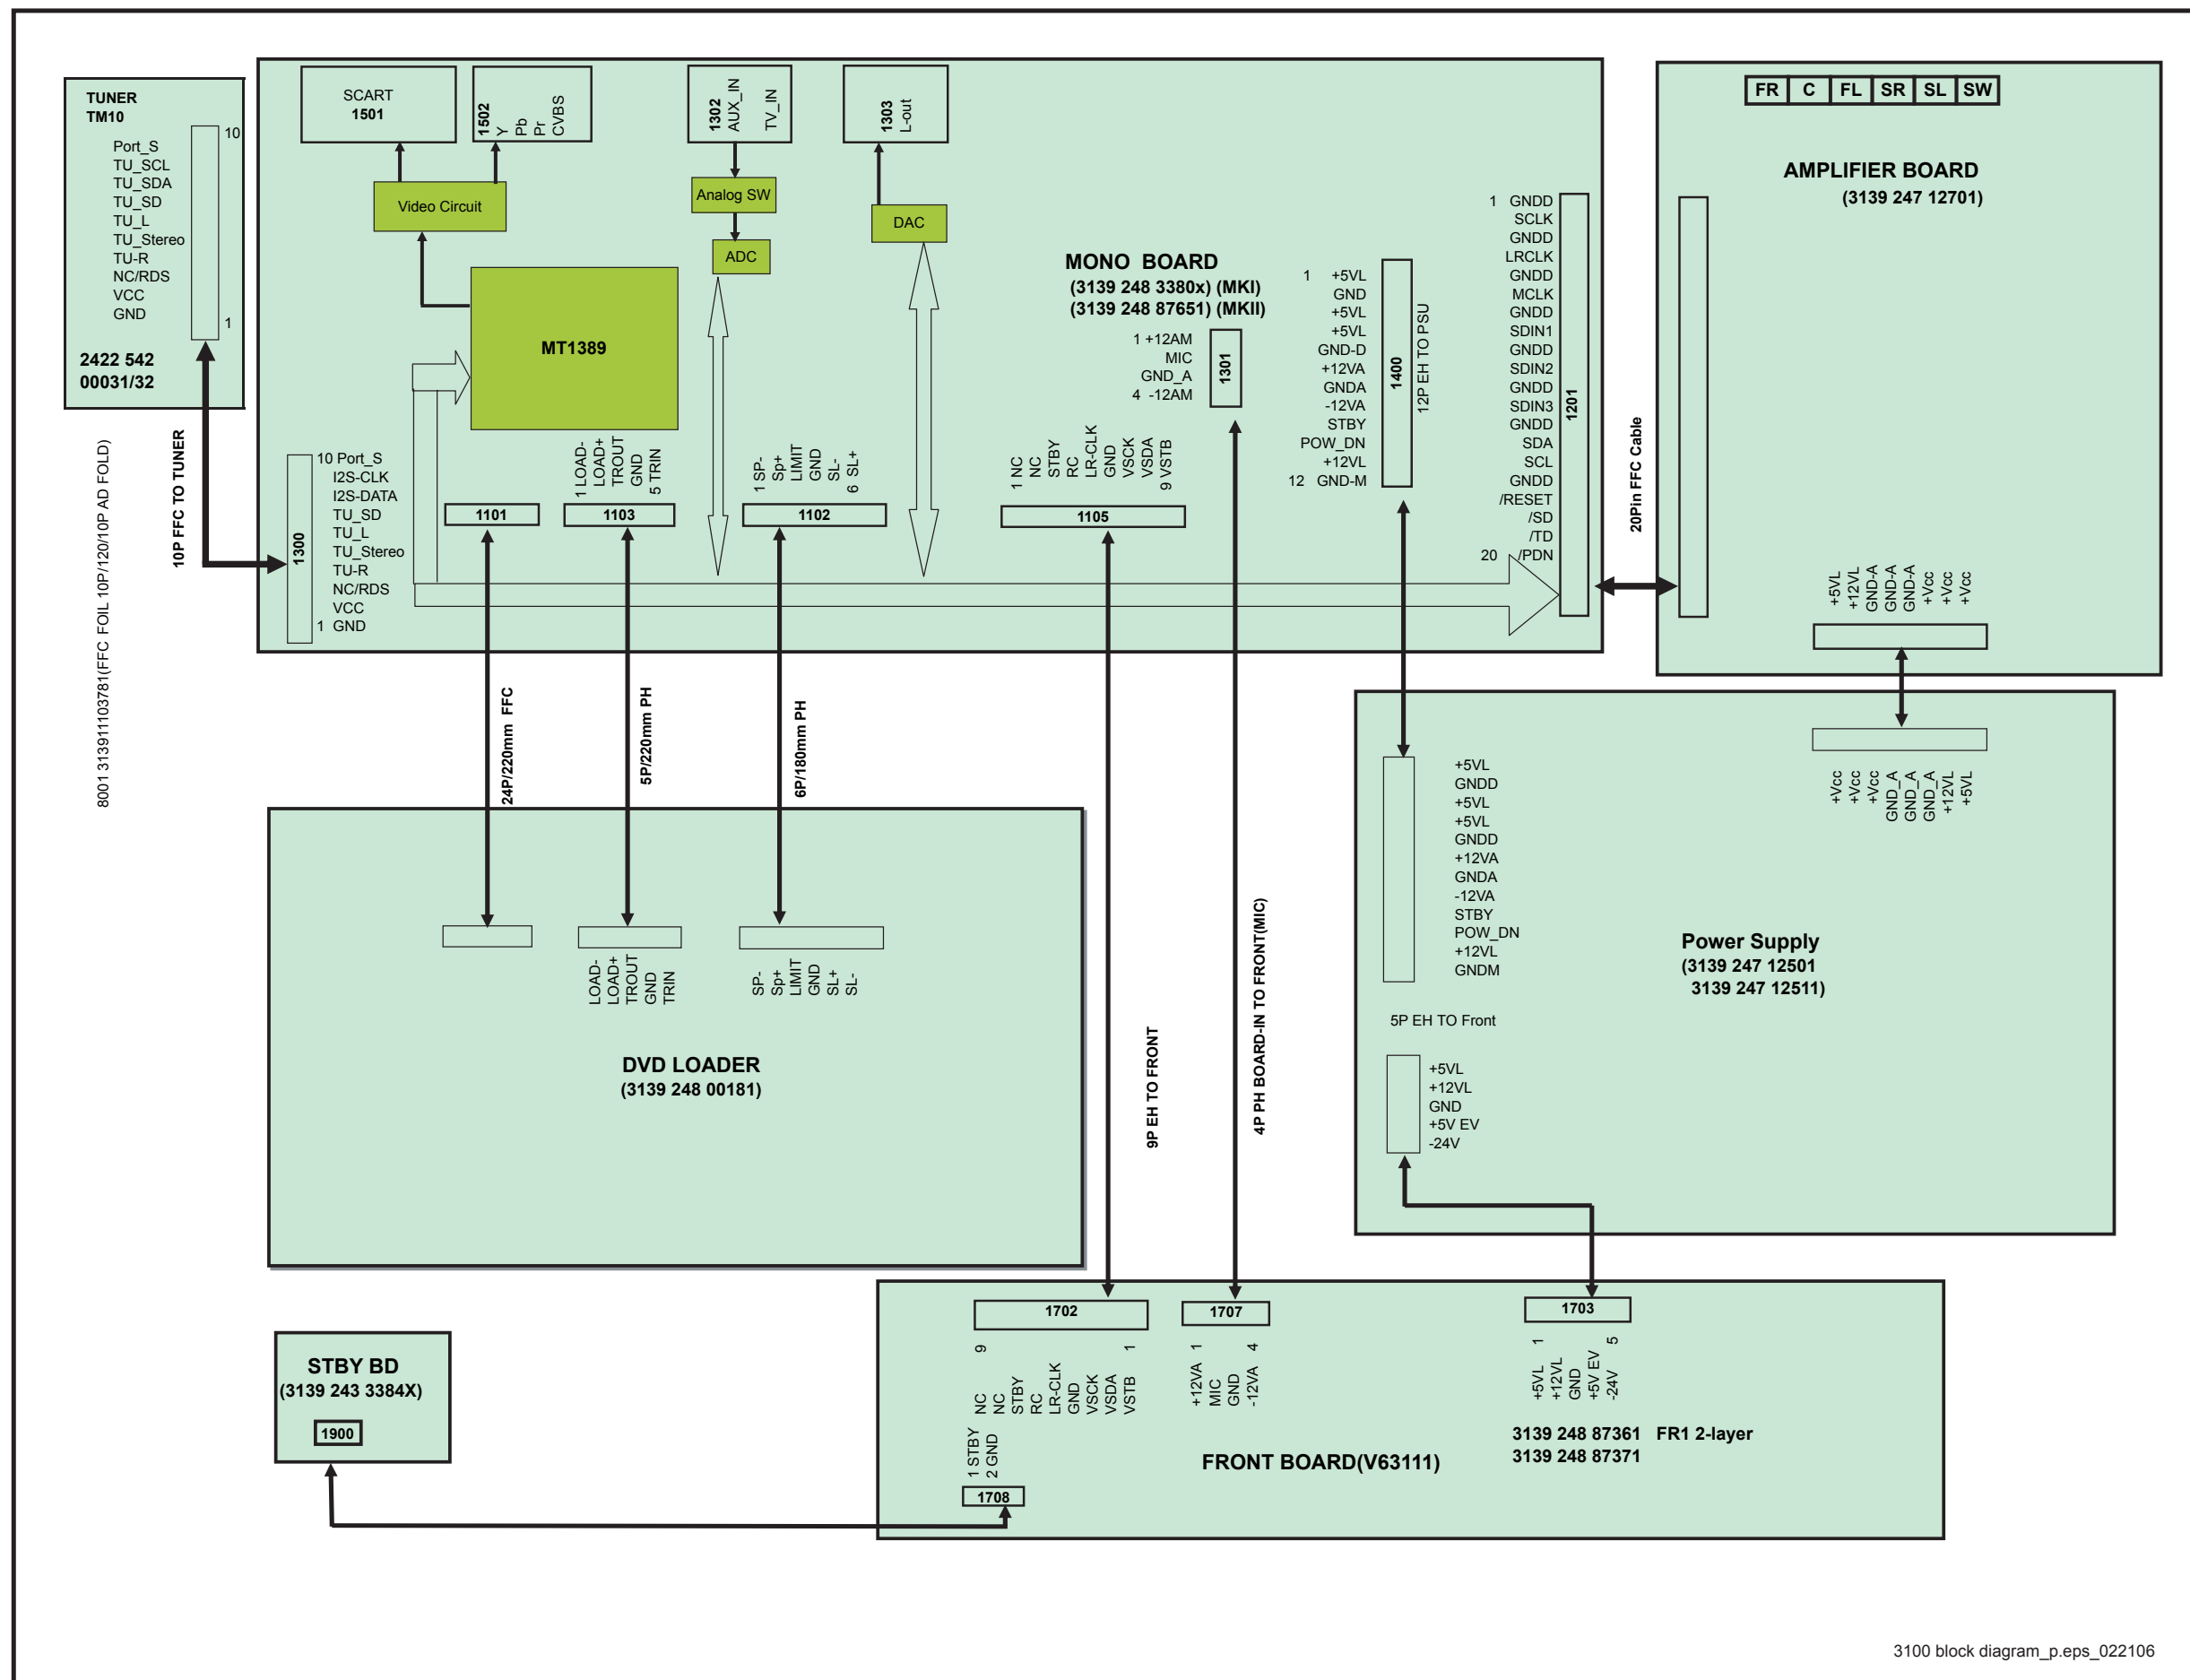 TUNER
TM10
10
Port_S
TU_SCL
TU_SDA
TU_SD
TU_L
TU_Stereo
TU-R
NC/RDS
VCC
GND
1
2422 542
00031/32
8001 313911103781(FFC FOIL 10P/120/10P AD FOLD)
10P FFC TO TUNER
SCART
1501
1502
Y
Pb
Pr
CVBS
1302
AUX_IN
TV_IN
1303
L-out
Video Circuit
Analog SW
ADC
DAC
MT1389
MONO BOARD
(3139 248 3380x) (MKI)
(3139 248 87651) (MKII)
1 +12AM
MIC
GND_A
4 -12AM
1301
1 +5VL
GND
+5VL
+5VL
GND-D
+12VA
GNDA
-12VA
STBY
POW_DN
+12VL
12 GND-M
1400
12P EH TO PSU
1 GNDD
SCLK
GNDD
LRCLK
GNDD
MCLK
GNDD
SDIN1
GNDD
SDIN2
GNDD
SDIN3
GNDD
SDA
SCL
GNDD
/RESET
/SD
/TD
20 /PDN
1201
20Pin FFC Cable
1300
10 Port_S
I2S-CLK
I2S-DATA
TU_SD
TU_L
TU_Stereo
TU-R
NC/RDS
VCC
1 GND
1101
1 LOAD-
LOAD+
TROUT
GND
5 TRIN
1103
1 SP-
Sp+
LIMIT
GND
SL-
6 SL+
1102
1 NC
NC
STBY
RC
LR-CLK
GND
VSCK
VSDA
9 VSTB
1105
FR C FL SR SL SW
AMPLIFIER BOARD
(3139 247 12701)
+5VL
+12VL
GND-A
GND-A
GND-A
+Vcc
+Vcc
+Vcc
24P/220mm FFC
5P/220mm PH
6P/180mm PH
9P EH TO FRONT
4P PH BOARD-IN TO FRONT(MIC)
LOAD-
LOAD+
TROUT
GND
TRIN
SP-
Sp+
LIMIT
GND
SL+
SL-
DVD LOADER
(3139 248 00181)
+Vcc
+Vcc
+Vcc
GND_A
GND_A
GND_A
+12VL
+5VL
+5VL
GNDD
+5VL
+5VL
GNDD
+12VA
GNDA
-12VA
STBY
POW_DN
+12VL
GNDM
Power Supply
(3139 247 12501
3139 247 12511)
5P EH TO Front
+5VL
+12VL
GND
+5V EV
-24V
STBY BD
(3139 243 3384X)
1900
1702
9
1
NC
NC
STBY
RC
LR-CLK
GND
VSCK
VSDA
VSTB
1707
1
4
+12VA
MIC
GND
-12VA
1703
1
5
+5VL
+12VL
GND
+5V EV
-24V
1 STBY
2 GND
1708
FRONT BOARD(V63111)
3139 248 87361 FR1 2-layer
3139 248 87371
3100 block diagram_p.eps_022106